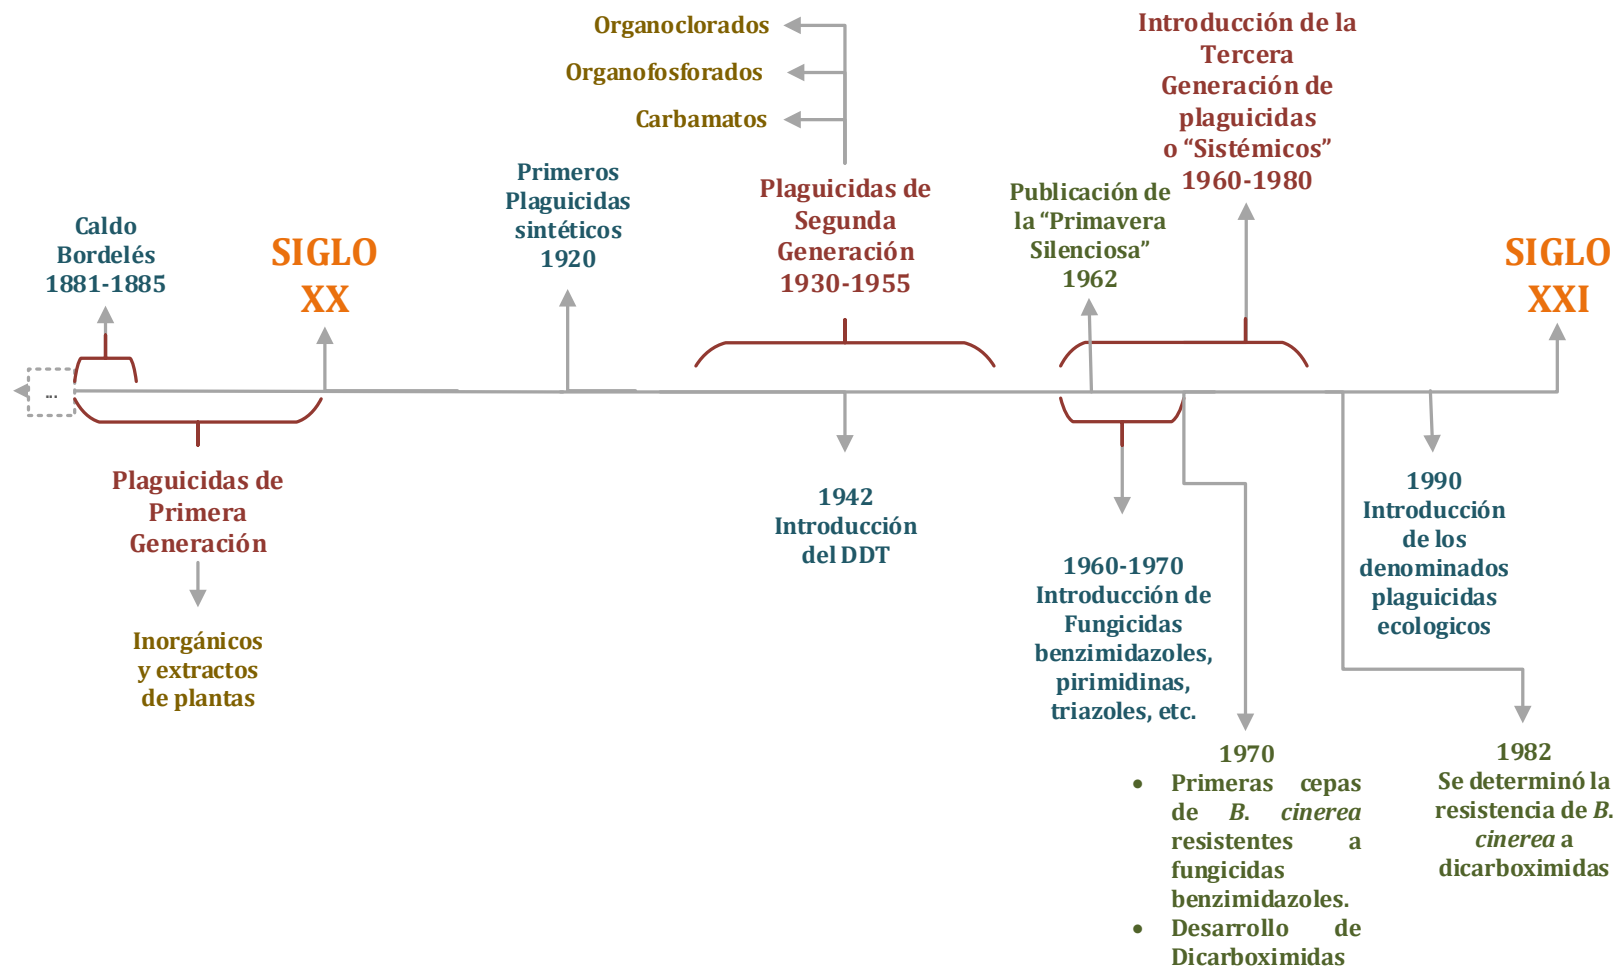 Organoclorados
Organofosforados
Carbamatos
Introducción de la
Tercera
Generación de
plaguicidas
o “Sistémicos”
1960-1980
Primeros
Plaguicidas
sintéticos
1920
Plaguicidas de
Segunda
Generación
1930-1955
Publicación de
la “Primavera
Silenciosa”
1962
Caldo
Bordelés
1881-1885
SIGLO
XX
SIGLO
XXI
...
Plaguicidas de
Primera
Generación
Inorgánicos
y extractos
de plantas
1942
Introducción
del DDT
1960-1970
Introducción de
Fungicidas
benzimidazoles,
pirimidinas,
triazoles, etc.
1990
Introducción
de los
denominados
plaguicidas
ecologicos
1970
• Primeras cepas
de B. cinerea
resistentes a
fungicidas
benzimidazoles.
• Desarrollo de
Dicarboximidas
1982
Se determinó la
resistencia de B.
cinerea a
dicarboximidas